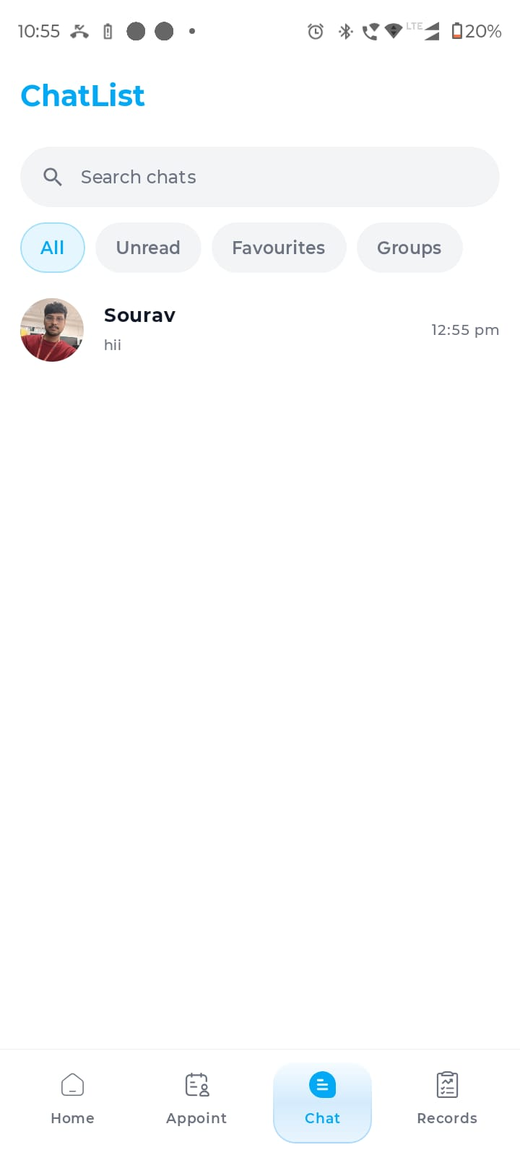 10:55 LTE 20%
ChatList
Search chats
All Unread Favourites Groups
Sourav
hii
12:55 pm
Home Appoint Chat Records